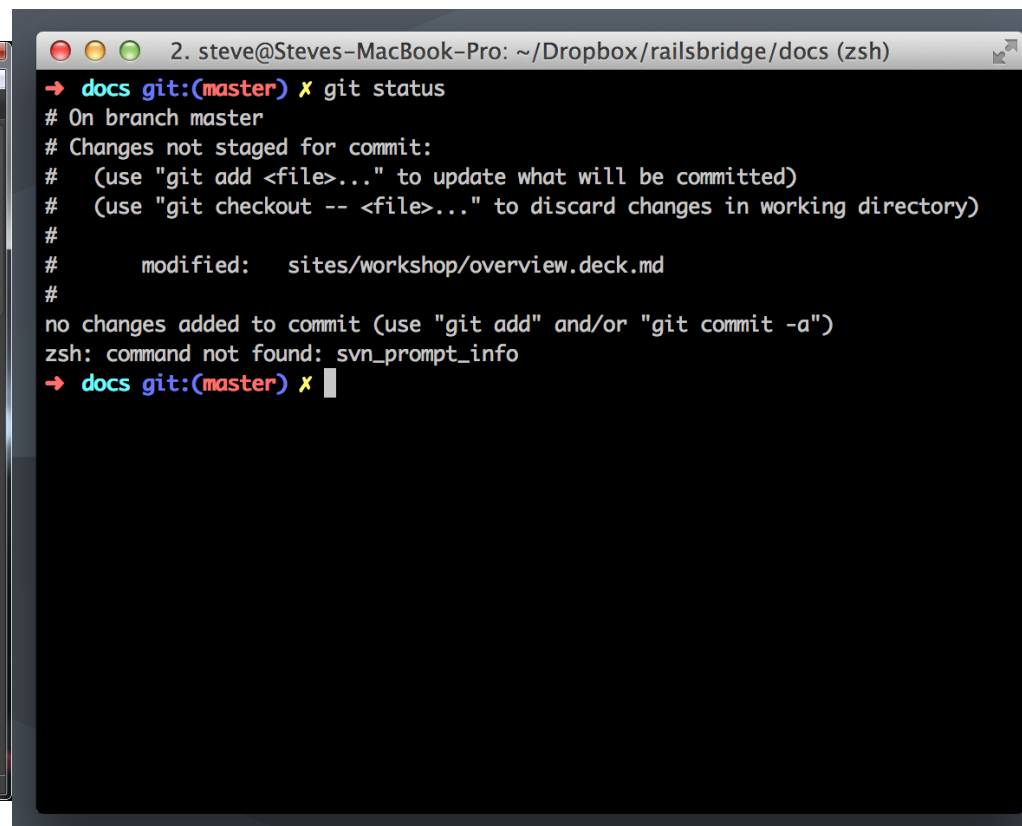 2. steve@Steves-MacBook-Pro: ~/Dropbox/railsbridge/docs (zsh)
➜  docs git:(master) ✗ git status
# On branch master
# Changes not staged for commit:
#   (use "git add <file>..." to update what will be committed)
#   (use "git checkout -- <file>..." to discard changes in working directory)
#
#       modified:   sites/workshop/overview.deck.md
#
no changes added to commit (use "git add" and/or "git commit -a")
zsh: command not found: svn_prompt_info
➜  docs git:(master) ✗